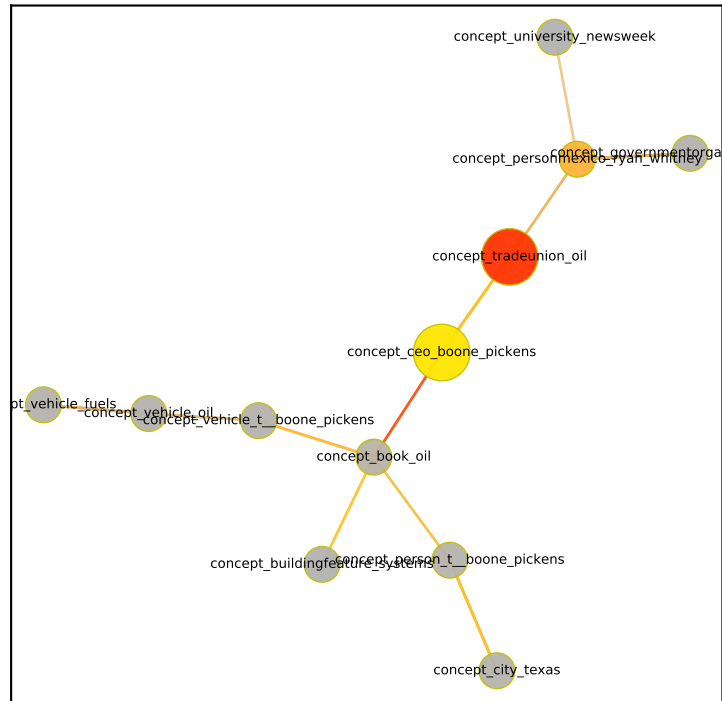 concept_university_newsweek
concept_governmentorga
concept_personmexico_ryan_whitney
concept_tradeunion_oil
concept_ceo_boone_pickens
pt_vehicle_fuels
concept_vehicle_oil
concept_vehicle_t__boone_pickens
concept_book_oil
concept_buildingfeature_systems
concept_person_t__boone_pickens
concept_city_texas